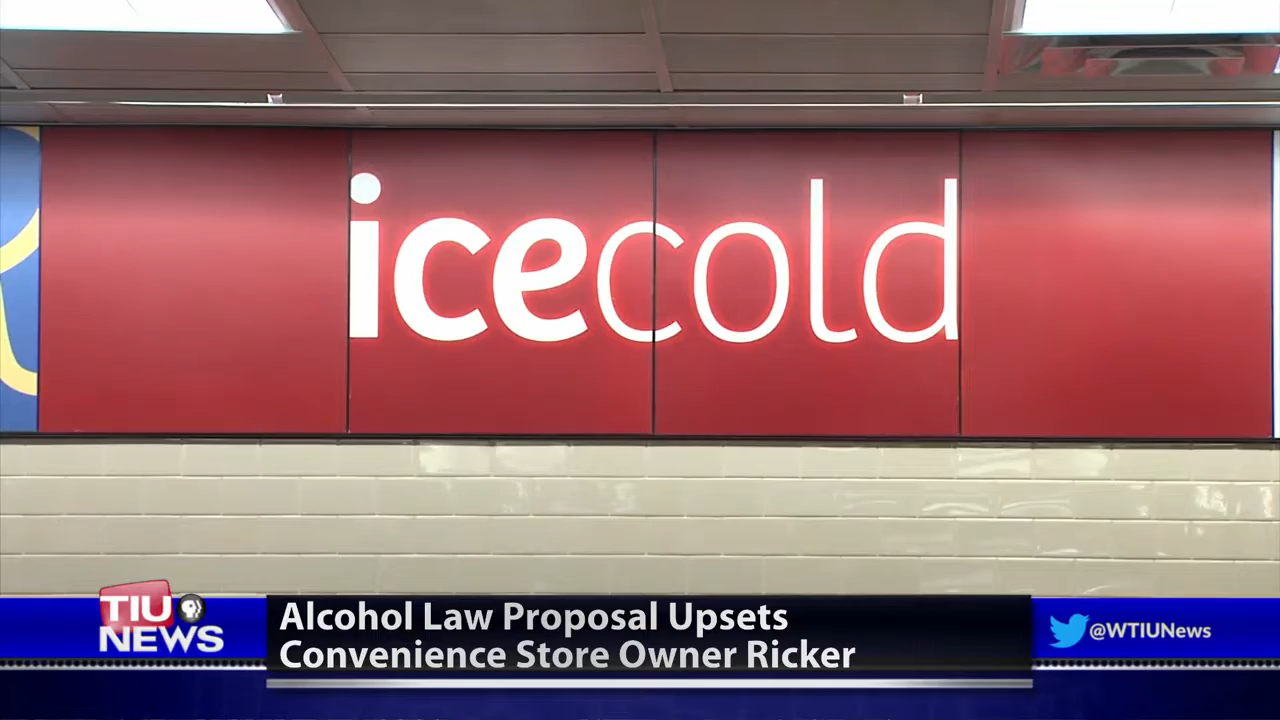 icecold
TIU
NEWS
Alcohol Law Proposal Upsets
Convenience Store Owner Ricker
@WTIUNews